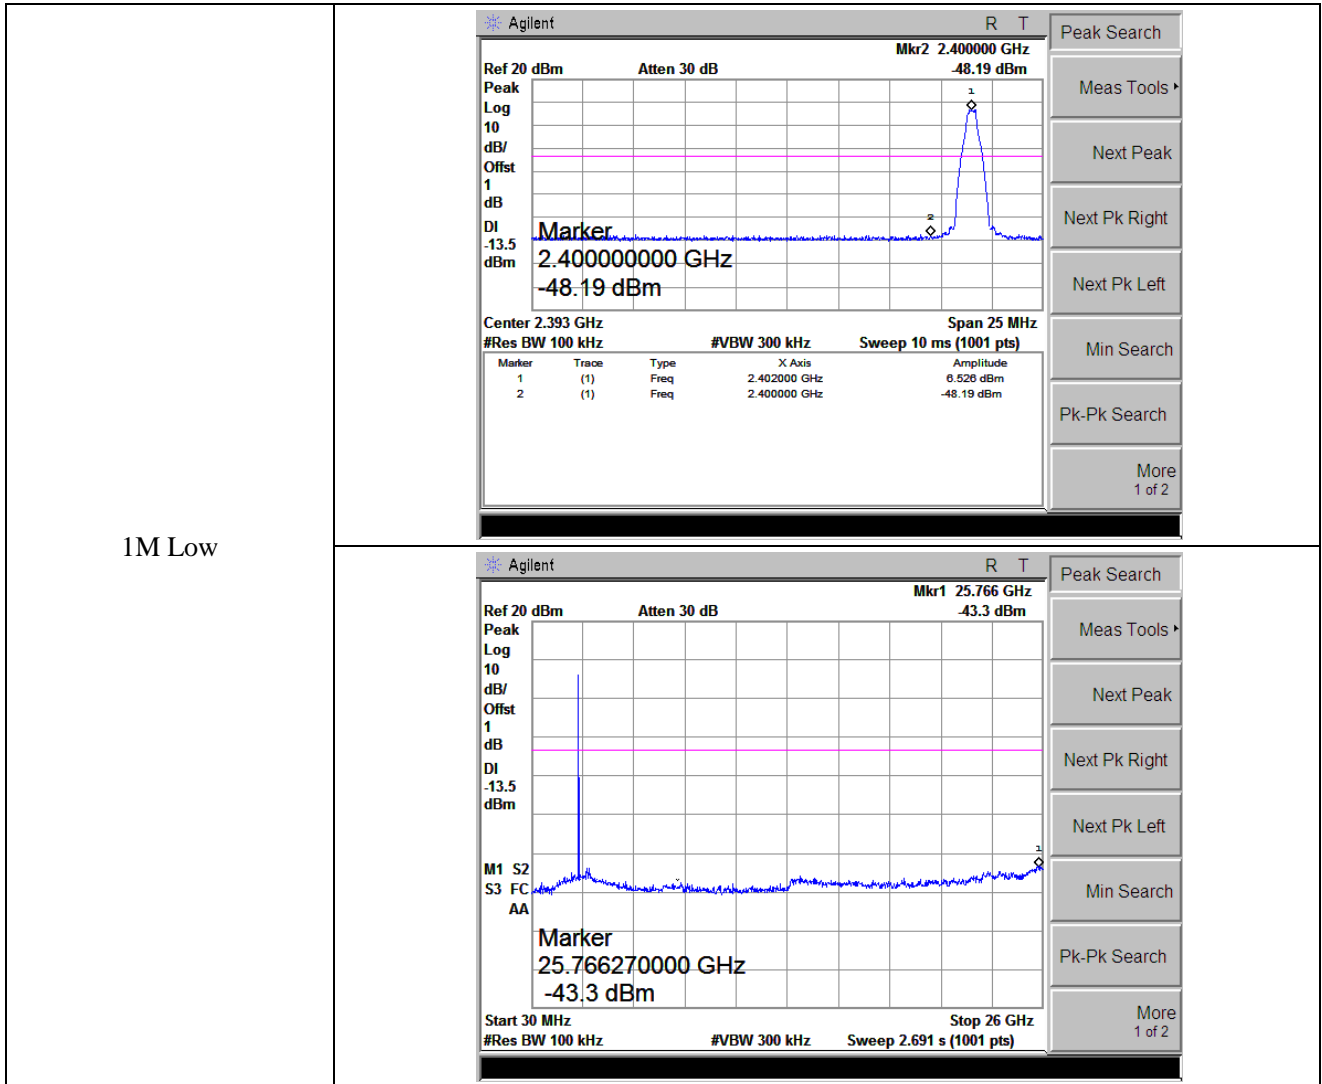 1M Low
Agilent R T
Mkr2 2.400000 GHz
Ref 20 dBm Atten 30 dB -48.19 dBm
Peak
Log
10
dB/
Offst
1
dB
DI
-13.5
dBm
1
2
Marker
2.400000000 GHz
-48.19 dBm
Center 2.393 GHz Span 25 MHz
#Res BW 100 kHz #VBW 300 kHz Sweep 10 ms (1001 pts)
Marker Trace Type X Axis Amplitude
1 (1) Freq 2.402000 GHz 6.526 dBm
2 (1) Freq 2.400000 GHz -48.19 dBm
Peak Search
Meas Tools
Next Peak
Next Pk Right
Next Pk Left
Min Search
Pk-Pk Search
More
1 of 2
Agilent R T
Mkr1 25.766 GHz
Ref 20 dBm Atten 30 dB -43.3 dBm
Peak
Log
10
dB/
Offst
1
dB
DI
-13.5
dBm
M1 S2
S3 FC
AA
1
Marker
25.766270000 GHz
-43.3 dBm
Start 30 MHz Stop 26 GHz
#Res BW 100 kHz #VBW 300 kHz Sweep 2.691 s (1001 pts)
Peak Search
Meas Tools
Next Peak
Next Pk Right
Next Pk Left
Min Search
Pk-Pk Search
More
1 of 2